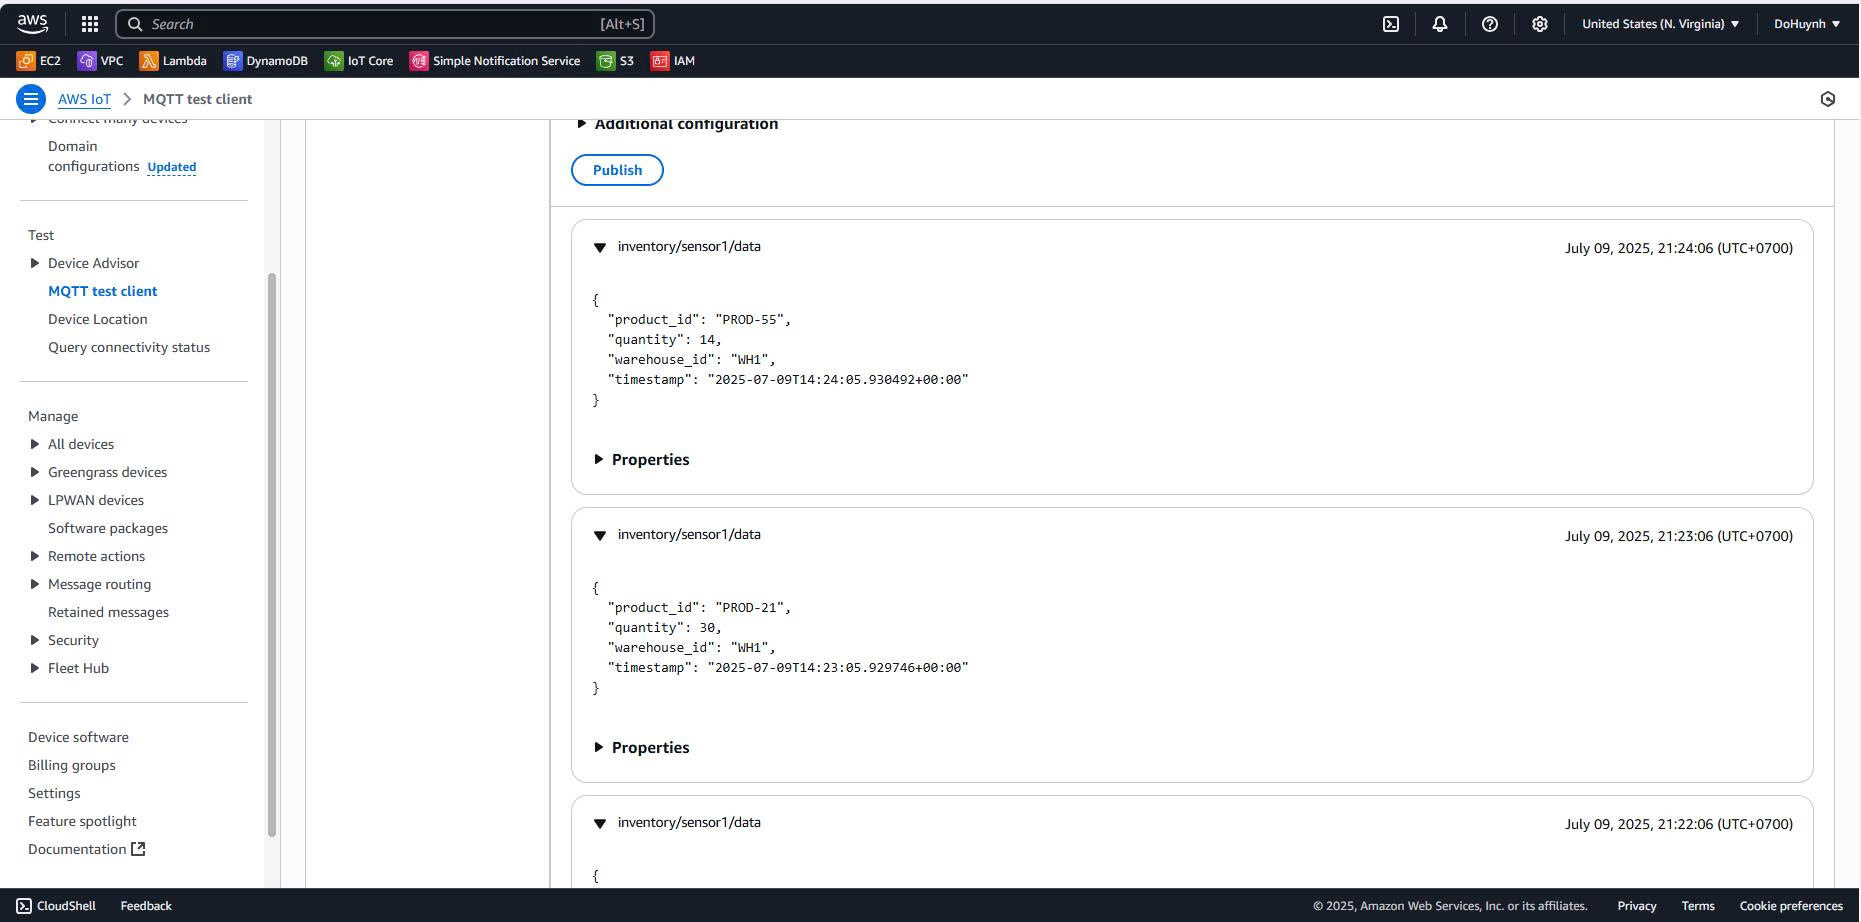 aws
Search
[Alt+S]
United States (N. Virginia)
DoHuynh
EC2
VPC
Lambda
DynamoDB
IoT Core
Simple Notification Service
S3
IAM
AWS IoT
MQTT test client
Connect many devices
Domain
configurations Updated
Test
Device Advisor
MQTT test client
Device Location
Query connectivity status
Manage
All devices
Greengrass devices
LPWAN devices
Software packages
Remote actions
Message routing
Retained messages
Security
Fleet Hub
Device software
Billing groups
Settings
Feature spotlight
Documentation
Additional configuration
Publish
inventory/sensor1/data
July 09, 2025, 21:24:06 (UTC+0700)
{
"product_id": "PROD-55",
"quantity": 14,
"warehouse_id": "WH1",
"timestamp": "2025-07-09T14:24:05.930492+00:00"
}
Properties
inventory/sensor1/data
July 09, 2025, 21:23:06 (UTC+0700)
{
"product_id": "PROD-21",
"quantity": 30,
"warehouse_id": "WH1",
"timestamp": "2025-07-09T14:23:05.929746+00:00"
}
Properties
inventory/sensor1/data
July 09, 2025, 21:22:06 (UTC+0700)
{
CloudShell
Feedback
© 2025, Amazon Web Services, Inc. or its affiliates.
Privacy
Terms
Cookie preferences